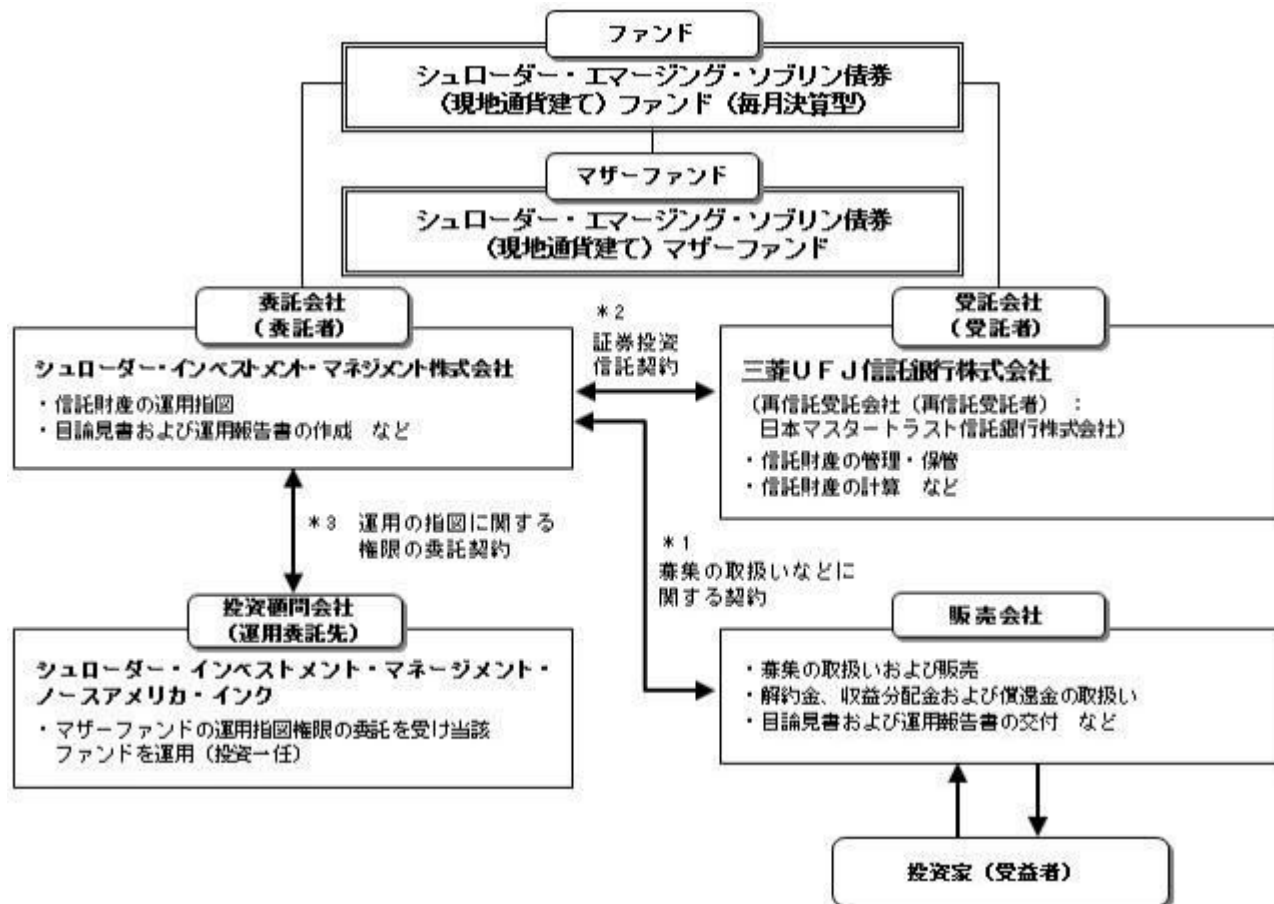 ファンド
シュローダー・エマージング・ソブリン債券
(現地通貨建て)ファンド(毎月決算型)
マザーファンド
シュローダー・エマージング・ソブリン債券
(現地通貨建て)マザーファンド
委託会社
(委託者)
シュローダー・インベストメント・マネジメント株式会社
・信託財産の運用指図
・目論見書および運用報告書の作成 など
*2
証券投資
信託契約
受託会社
(受託者)
三菱UFJ信託銀行株式会社
(再信託受託会社(再信託受託者) :
日本マスタートラスト信託銀行株式会社)
・信託財産の管理・保管
・信託財産の計算 など
*3 運用の指図に関する
権限の委託契約
*1
募集の取扱いなどに
関する契約
投資顧問会社
(運用委託先)
シュローダー・インベストメント・マネージメント・
ノースアメリカ・インク
・マザーファンドの運用指図権限の委託を受け当該
ファンドを運用(投資一任)
販売会社
・募集の取扱いおよび販売
・解約金、収益分配金および償還金の取扱い
・目論見書および運用報告書の交付 など
投資家(受益者)